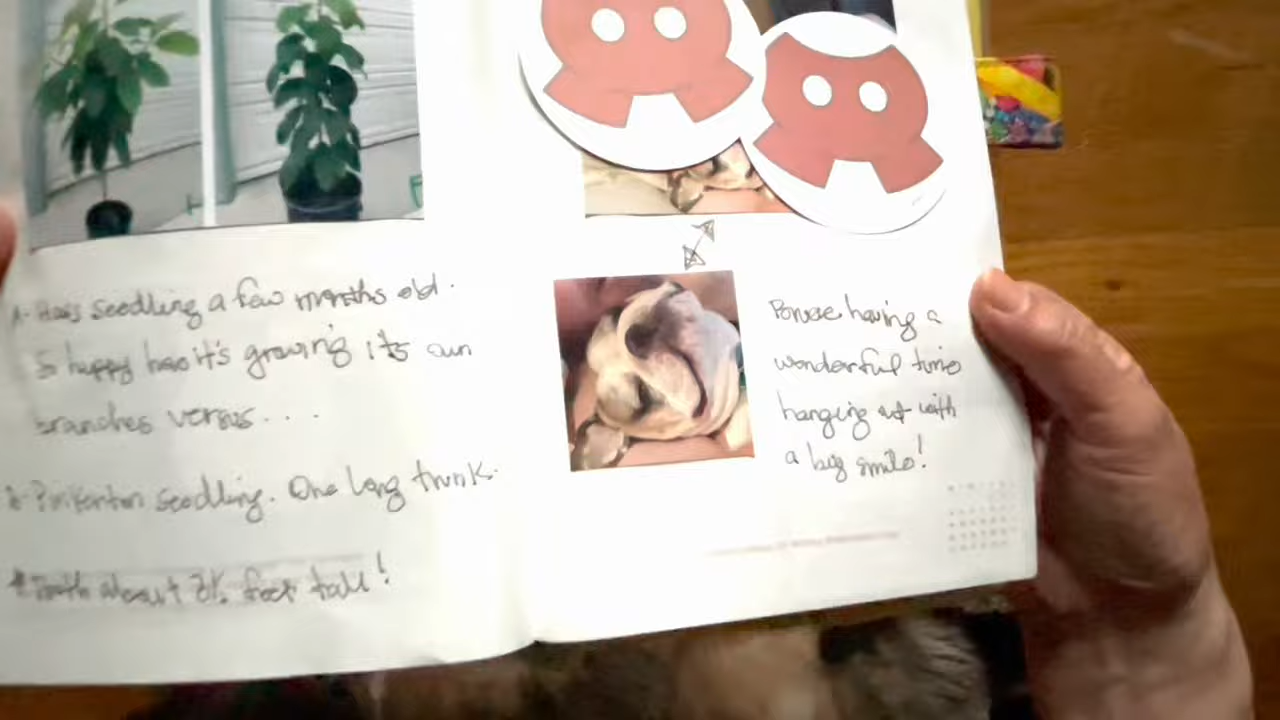 A- Hass seedling a few months old.
So happy how it's growing its own
branches versus...
B- Pinkerton seedling. One long trunk.
* Both about 2½ feet tall!
having a
wonderful time
hanging out with
a big smile!